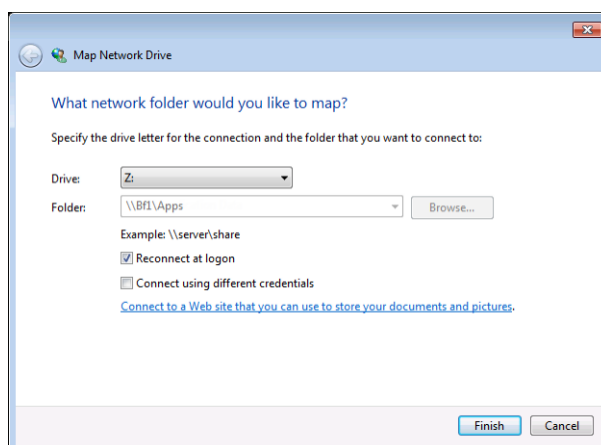 Map Network Drive
What network folder would you like to map?
Specify the drive letter for the connection and the folder that you want to connect to:
Drive: Z:
Folder: \\Bf1\Apps Browse...
Example: \\server\share
Reconnect at logon
Connect using different credentials
Connect to a Web site that you can use to store your documents and pictures.
Finish Cancel